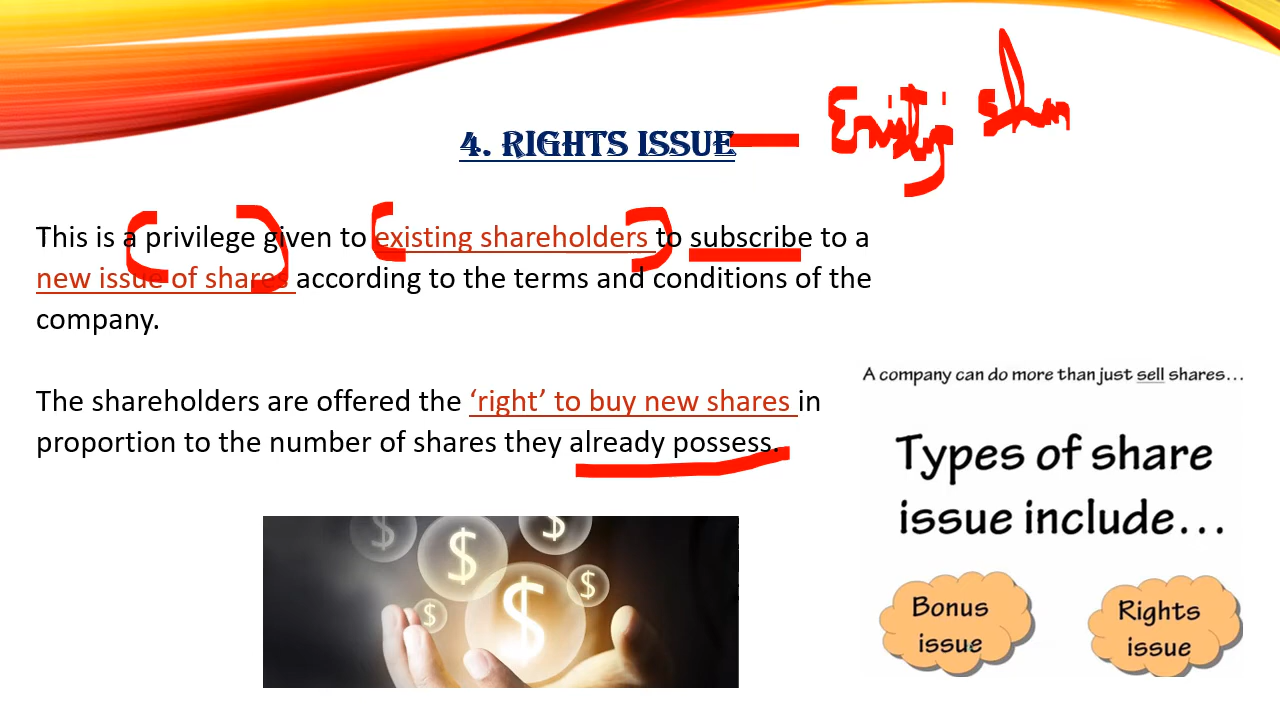 4. RIGHTS ISSUE
This is a privilege given to existing shareholders to subscribe to a
new issue of shares according to the terms and conditions of the
company.
The shareholders are offered the ‘right’ to buy new shares in
proportion to the number of shares they already possess.
A company can do more than just sell shares...
Types of share
issue include...
Bonus
issue
Rights
issue
$
$
$
$
$
$